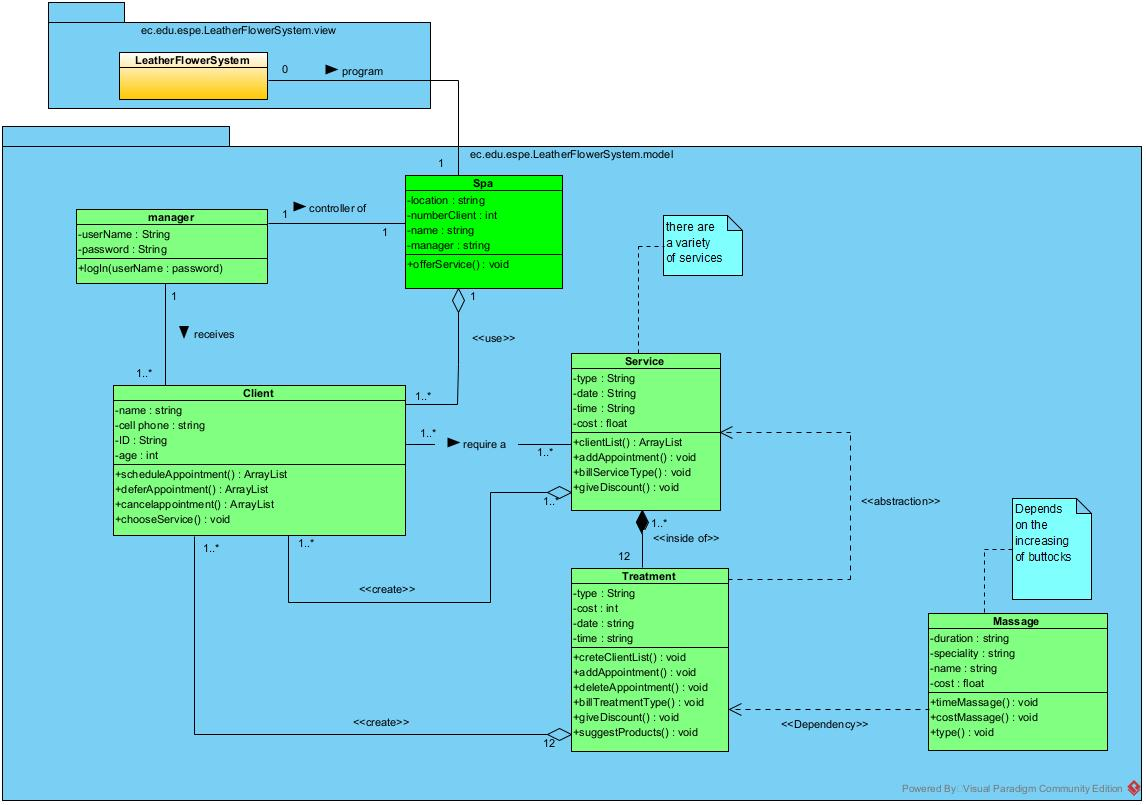 ec.edu.espe.LeatherFlowerSystem.view
LeatherFlowerSystem
0
program
1
ec.edu.espe.LeatherFlowerSystem.model
Spa
-location : string
-numberClient : int
-name : string
-manager : string
+offerService() : void
manager
-userName : String
-password : String
+logIn(userName : password)
1
controller of
1
there are
a variety
of services
1
receives
1..*
1
<<use>>
1..*
Client
-name : string
-cell phone : string
-ID : String
-age : int
+scheduleAppointment() : ArrayList
+deferAppointment() : ArrayList
+cancelappointment() : ArrayList
+chooseService() : void
1..*
require a
1..*
Service
-type : String
-date : String
-time : String
-cost : float
+clientList() : ArrayList
+addAppointment() : void
+billServiceType() : void
+giveDiscount() : void
1..*
<<abstraction>>
1..*
<<inside of>>
12
1..*
1..*
<<create>>
Treatment
-type : String
-cost : int
-date : string
-time : string
+creteClientList() : void
+addAppointment() : void
+deleteAppointment() : void
+billTreatmentType() : void
+giveDiscount() : void
+suggestProducts() : void
<<create>>
12
Depends
on the
increasing
of buttocks
Massage
-duration : string
-speciality : string
-name : string
-cost : float
+timeMassage() : void
+costMassage() : void
+type() : void
<<Dependency>>
Powered By: Visual Paradigm Community Edition